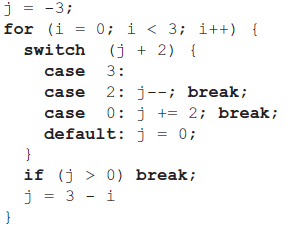 j = -3;
for (i = 0; i < 3; i++) {
switch (j + 2) {
case 3:
case 2: j--; break;
case 0: j += 2; break;
default: j = 0;
}
if (j > 0) break;
j = 3 - i
}